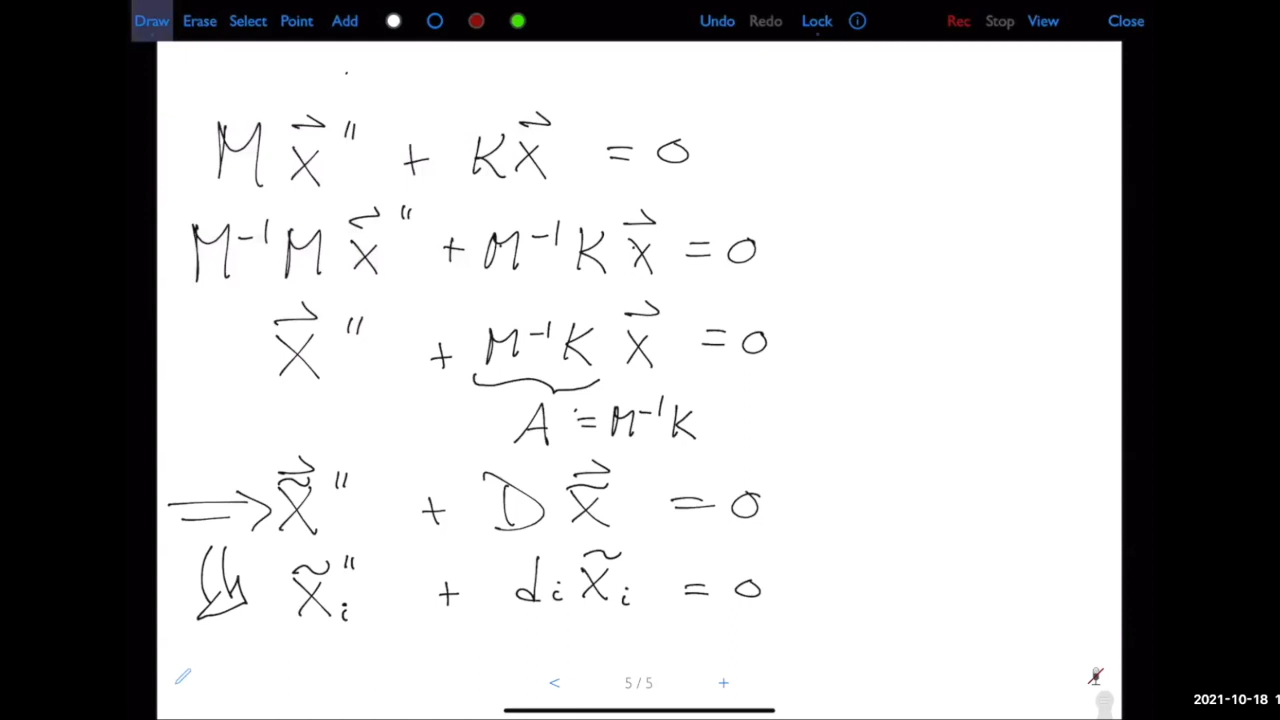 Draw Erase Select Point Add Undo Redo Lock Rec Stop View Close
M x⃗'' + K x⃗ = 0
M⁻¹M x⃗'' + M⁻¹K x⃗ = 0
x⃗'' + M⁻¹K x⃗ = 0
A := M⁻¹K
⟹ x̃⃗'' + D x̃⃗ = 0
⇓ x̃ᵢ'' + dᵢ x̃ᵢ = 0
< 5 / 5 +
2021-10-18 1